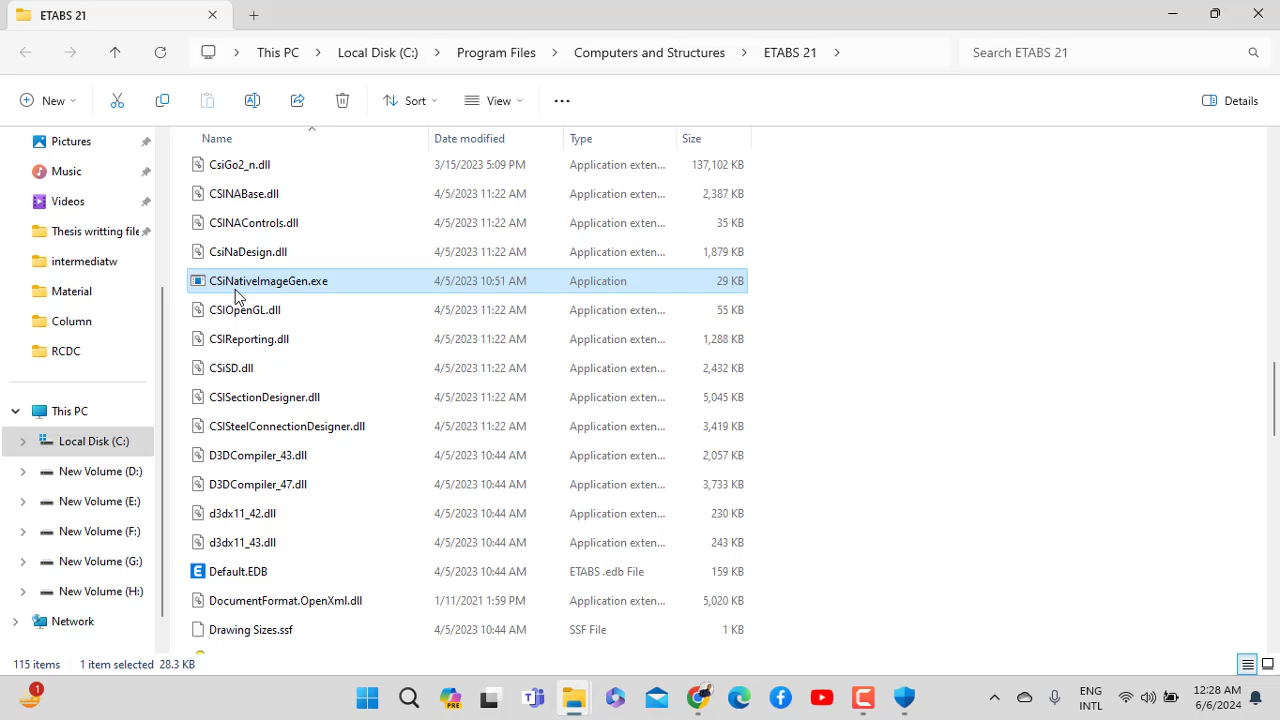 ETABS 21
This PC
Local Disk (C:)
Program Files
Computers and Structures
ETABS 21
Search ETABS 21
New
Sort
View
Details
Pictures
Music
Videos
Thesis writting file
intermediatw
Material
Column
RCDC
This PC
Local Disk (C:)
New Volume (D:)
New Volume (E:)
New Volume (F:)
New Volume (G:)
New Volume (H:)
Network
Name Date modified Type Size
CsiGo2_n.dll 3/15/2023 5:09 PM Application exten... 137,102 KB
CSINABase.dll 4/5/2023 11:22 AM Application exten... 2,387 KB
CSINAControls.dll 4/5/2023 11:22 AM Application exten... 35 KB
CsiNaDesign.dll 4/5/2023 11:22 AM Application exten... 1,879 KB
CSiNativeImageGen.exe 4/5/2023 10:51 AM Application 29 KB
CSIOpenGL.dll 4/5/2023 11:22 AM Application exten... 55 KB
CSIReporting.dll 4/5/2023 11:22 AM Application exten... 1,288 KB
CSiSD.dll 4/5/2023 11:22 AM Application exten... 2,432 KB
CSISectionDesigner.dll 4/5/2023 11:22 AM Application exten... 5,045 KB
CSISteelConnectionDesigner.dll 4/5/2023 11:22 AM Application exten... 3,419 KB
D3DCompiler_43.dll 4/5/2023 10:44 AM Application exten... 2,057 KB
D3DCompiler_47.dll 4/5/2023 10:44 AM Application exten... 3,733 KB
d3dx11_42.dll 4/5/2023 10:44 AM Application exten... 230 KB
d3dx11_43.dll 4/5/2023 10:44 AM Application exten... 243 KB
Default.EDB 4/5/2023 10:44 AM ETABS .edb File 159 KB
DocumentFormat.OpenXml.dll 1/11/2021 1:59 PM Application exten... 5,020 KB
Drawing Sizes.ssf 4/5/2023 10:44 AM SSF File 1 KB
115 items 1 item selected 28.3 KB
1
PRE
ENG
INTL
12:28 AM
6/6/2024